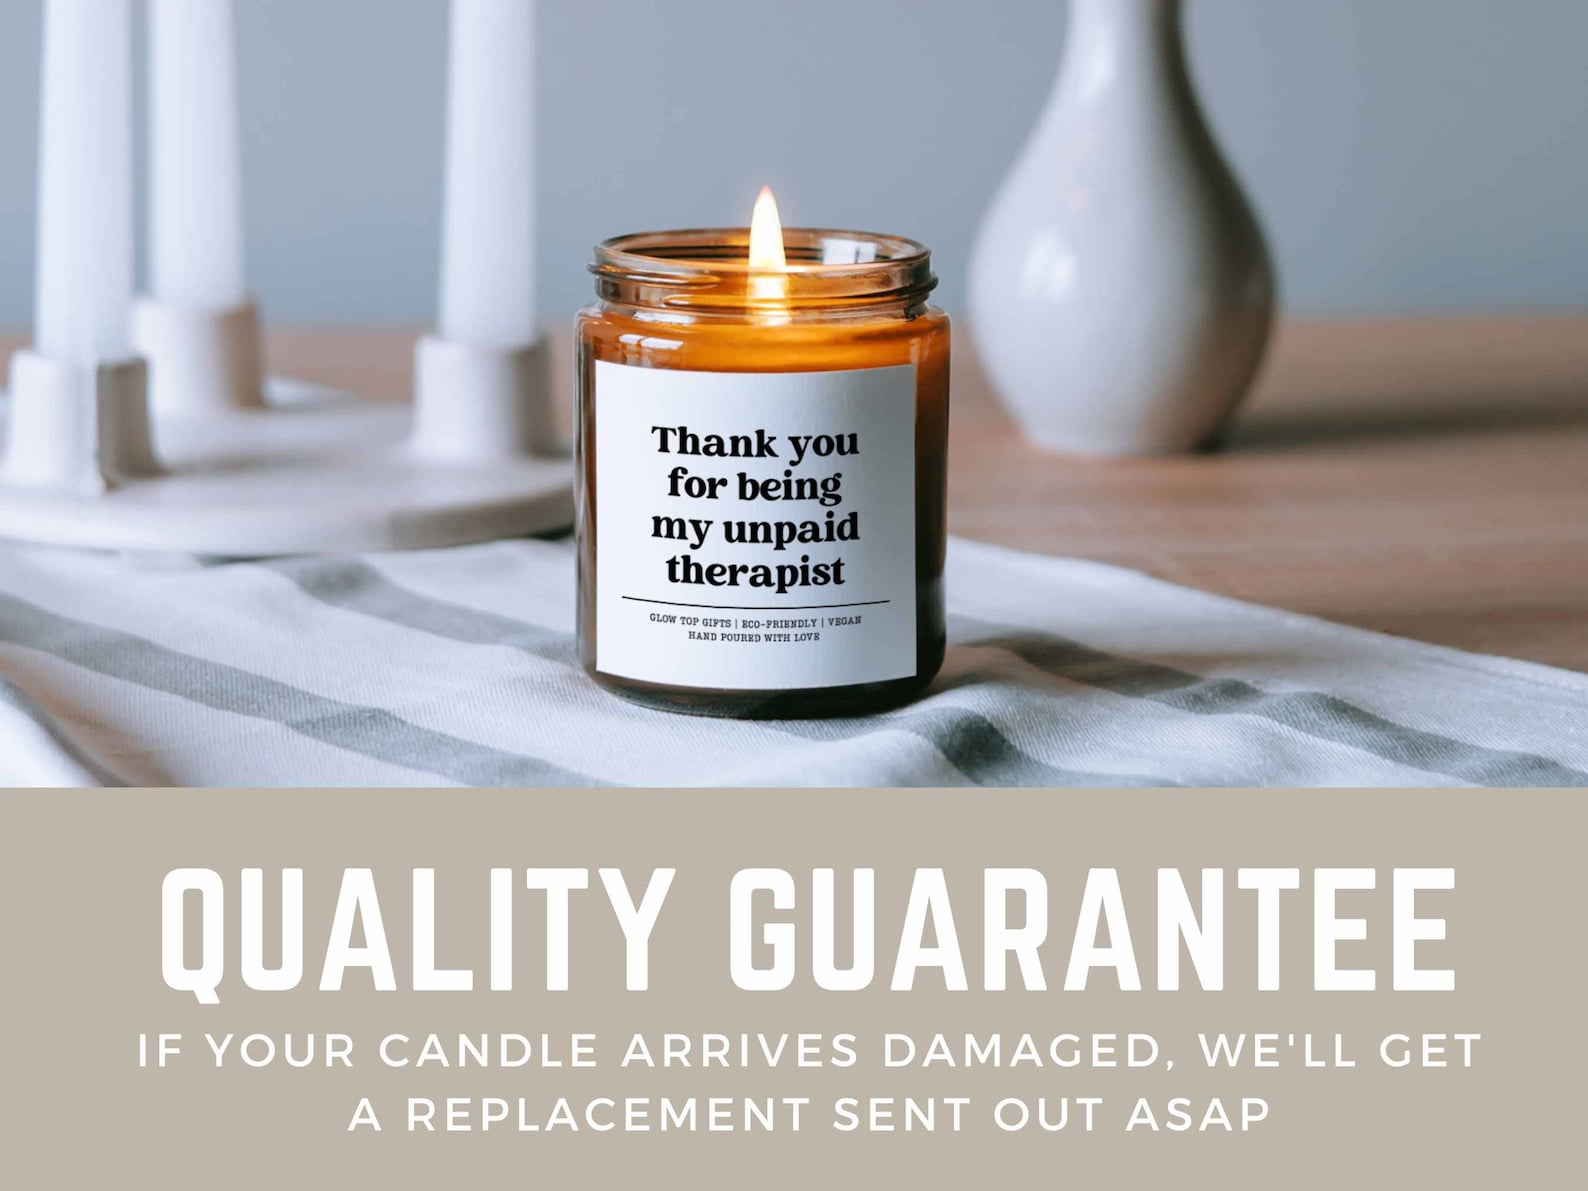 Thank you
for being
my unpaid
therapist
GLOW TOP GIFTS | ECO-FRIENDLY | VEGAN
HAND POURED WITH LOVE
QUALITY GUARANTEE
IF YOUR CANDLE ARRIVES DAMAGED, WE'LL GET
A REPLACEMENT SENT OUT ASAP